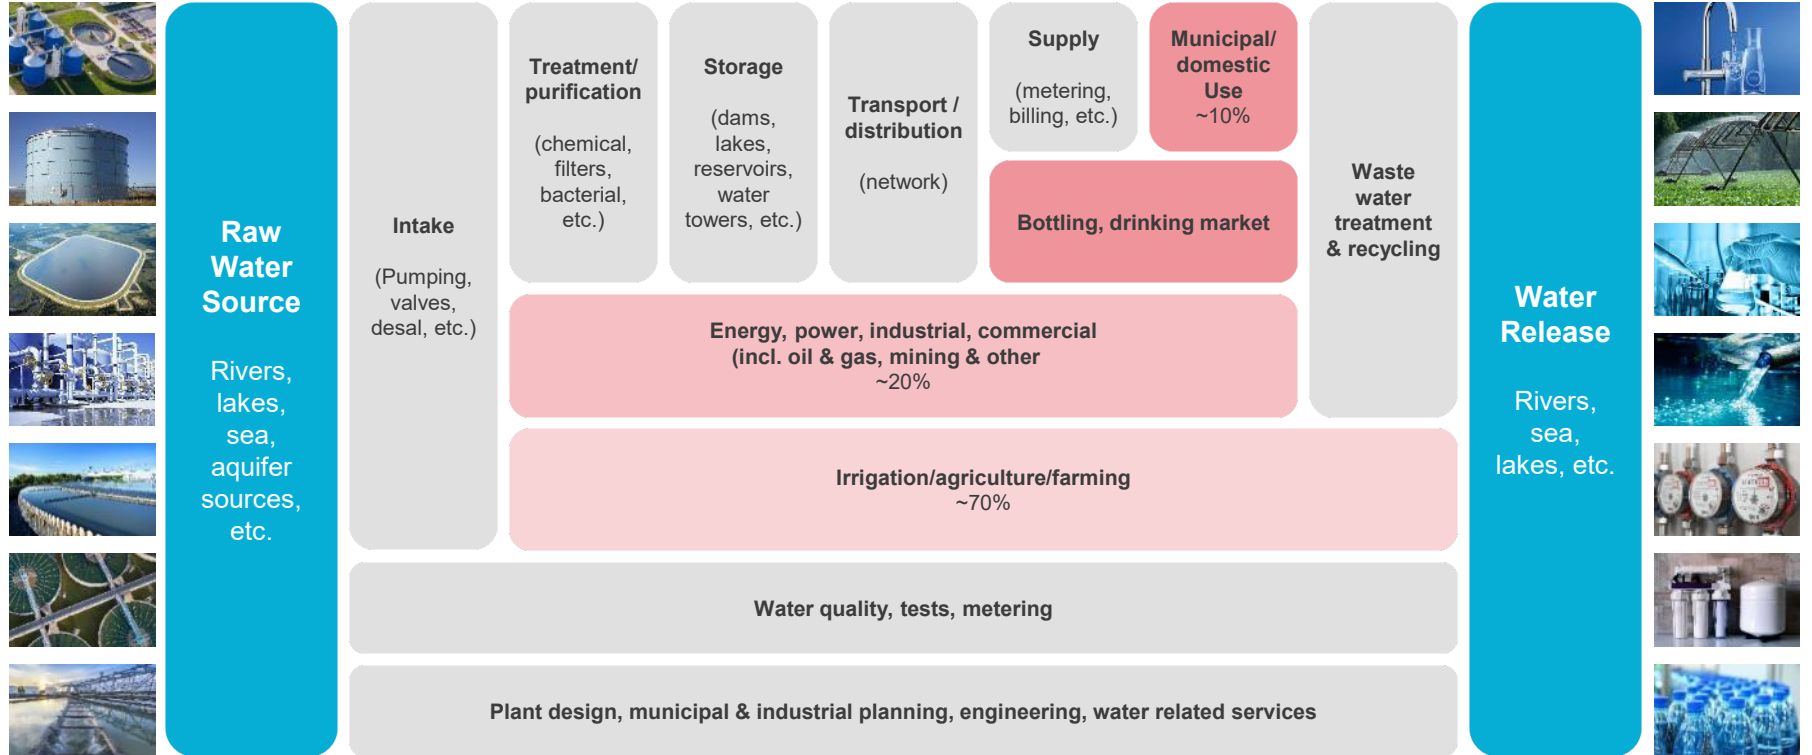 Raw
Water
Source
Rivers,
lakes,
sea,
aquifer
sources,
etc.
Intake
(Pumping,
valves,
desal, etc.)
Treatment/
purification
(chemical,
filters,
bacterial,
etc.)
Storage
(dams,
lakes,
reservoirs,
water
towers, etc.)
Transport /
distribution
(network)
Supply
(metering,
billing, etc.)
Municipal/
domestic
Use
~10%
Bottling, drinking market
Energy, power, industrial, commercial
(incl. oil & gas, mining & other
~20%
Irrigation/agriculture/farming
~70%
Waste
water
treatment
& recycling
Water quality, tests, metering
Plant design, municipal & industrial planning, engineering, water related services
Water
Release
Rivers,
sea,
lakes, etc.